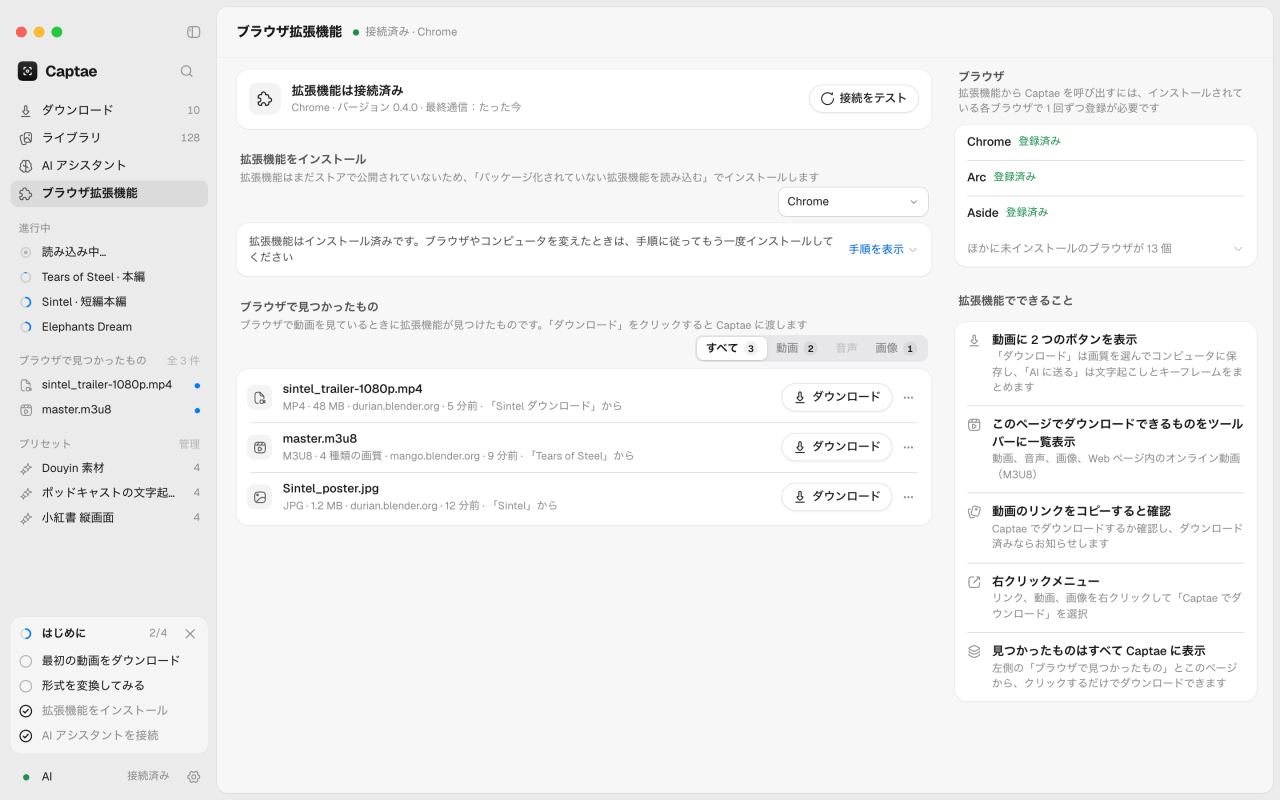 Captae
ダウンロード 10
ライブラリ 128
AI アシスタント
ブラウザ拡張機能
進行中
読み込み中…
Tears of Steel · 本編
Sintel · 短編本編
Elephants Dream
ブラウザで見つかったもの 全 3 件
sintel_trailer-1080p.mp4
master.m3u8
プリセット 管理
Douyin 素材 4
ポッドキャストの文字起... 4
小紅書 縦画面 4
はじめに 2/4
最初の動画をダウンロード
形式を変換してみる
拡張機能をインストール
AI アシスタントを接続
AI 接続済み
ブラウザ拡張機能 接続済み · Chrome
拡張機能は接続済み
Chrome · バージョン 0.4.0 · 最終通信：たった今
接続をテスト
拡張機能をインストール
拡張機能はまだストアで公開されていないため、「パッケージ化されていない拡張機能を読み込む」でインストールします
Chrome
拡張機能はインストール済みです。ブラウザやコンピュータを変えたときは、手順に従ってもう一度インストールして
ください
手順を表示
ブラウザで見つかったもの
ブラウザで動画を見ているときに拡張機能が見つけたものです。「ダウンロード」をクリックすると Captae に渡します
すべて 3 動画 2 音声 画像 1
sintel_trailer-1080p.mp4
MP4 · 48 MB · durian.blender.org · 5 分前 · 「Sintel ダウンロード」から
ダウンロード
master.m3u8
M3U8 · 4 種類の画質 · mango.blender.org · 9 分前 · 「Tears of Steel」から
ダウンロード
Sintel_poster.jpg
JPG · 1.2 MB · durian.blender.org · 12 分前 · 「Sintel」から
ダウンロード
ブラウザ
拡張機能から Captae を呼び出すには、インストールされて
いる各ブラウザで 1 回ずつ登録が必要です
Chrome 登録済み
Arc 登録済み
Aside 登録済み
ほかに未インストールのブラウザが 13 個
拡張機能でできること
動画に 2 つのボタンを表示
「ダウンロード」は画質を選んでコンピュータに保
存し、「AI に送る」は文字起こしとキーフレームをま
とめます
このページでダウンロードできるものをツール
バーに一覧表示
動画、音声、画像、Web ページ内のオンライン動画
（M3U8）
動画のリンクをコピーすると確認
Captae でダウンロードするか確認し、ダウンロード
済みならお知らせします
右クリックメニュー
リンク、動画、画像を右クリックして「Captae でダ
ウンロード」を選択
見つかったものはすべて Captae に表示
左側の「ブラウザで見つかったもの」とこのページ
から、クリックするだけでダウンロードできます